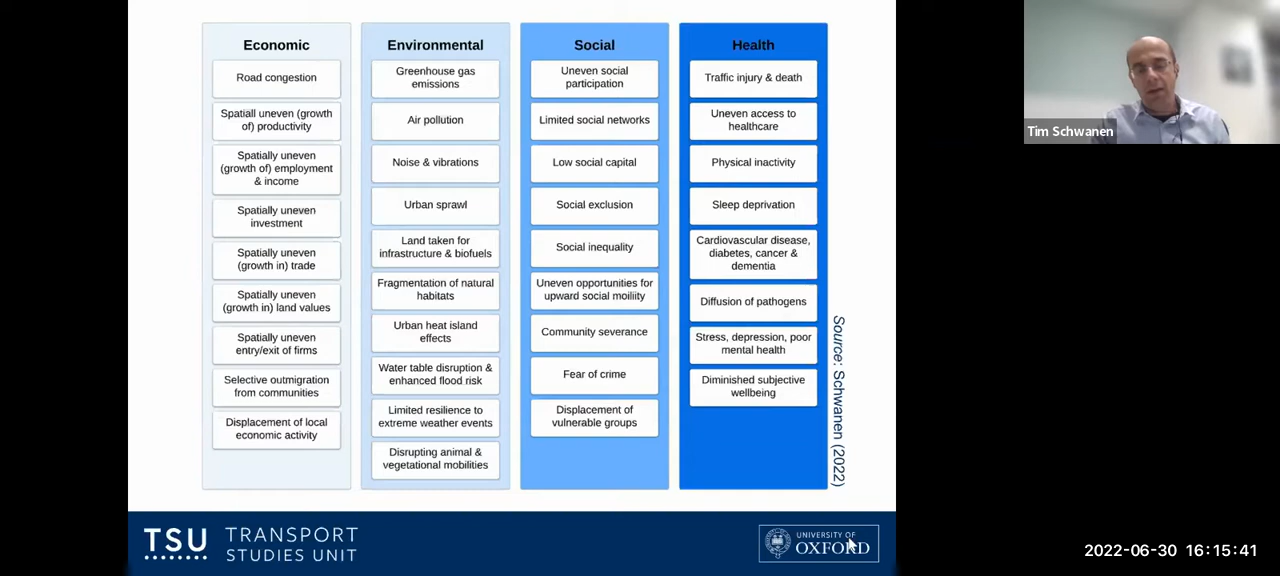 Economic
Road congestion
Spatiall uneven (growth
of) productivity
Spatially uneven
(growth of) employment
& income
Spatially uneven
investment
Spatially uneven
(growth in) trade
Spatially uneven
(growth in) land values
Spatially uneven
entry/exit of firms
Selective outmigration
from communities
Displacement of local
economic activity
Environmental
Greenhouse gas
emissions
Air pollution
Noise & vibrations
Urban sprawl
Land taken for
infrastructure & biofuels
Fragmentation of natural
habitats
Urban heat island
effects
Water table disruption &
enhanced flood risk
Limited resilience to
extreme weather events
Disrupting animal &
vegetational mobilities
Social
Uneven social
participation
Limited social networks
Low social capital
Social exclusion
Social inequality
Uneven opportunities for
upward social moiliity
Community severance
Fear of crime
Displacement of
vulnerable groups
Health
Traffic injury & death
Uneven access to
healthcare
Physical inactivity
Sleep deprivation
Cardiovascular disease,
diabetes, cancer &
dementia
Diffusion of pathogens
Stress, depression, poor
mental health
Diminished subjective
wellbeing
Source: Schwanen (2022)
TSU TRANSPORT
STUDIES UNIT
UNIVERSITY OF
OXFORD
Tim Schwanen
2022-06-30 16:15:41